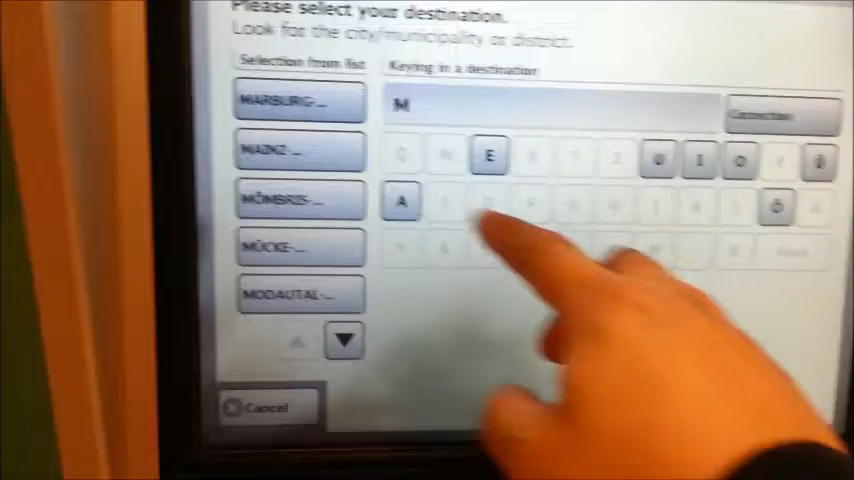 Please select your destination.
Look for the city/municipality or district.
Selection from list
Keying in a destination
MARBURG-...
M
Correction
MAINZ-...
E
U I O Ü
MÖMBRIS-...
A
Ö
MÜCKE-...
MODAUTAL-...
Cancel